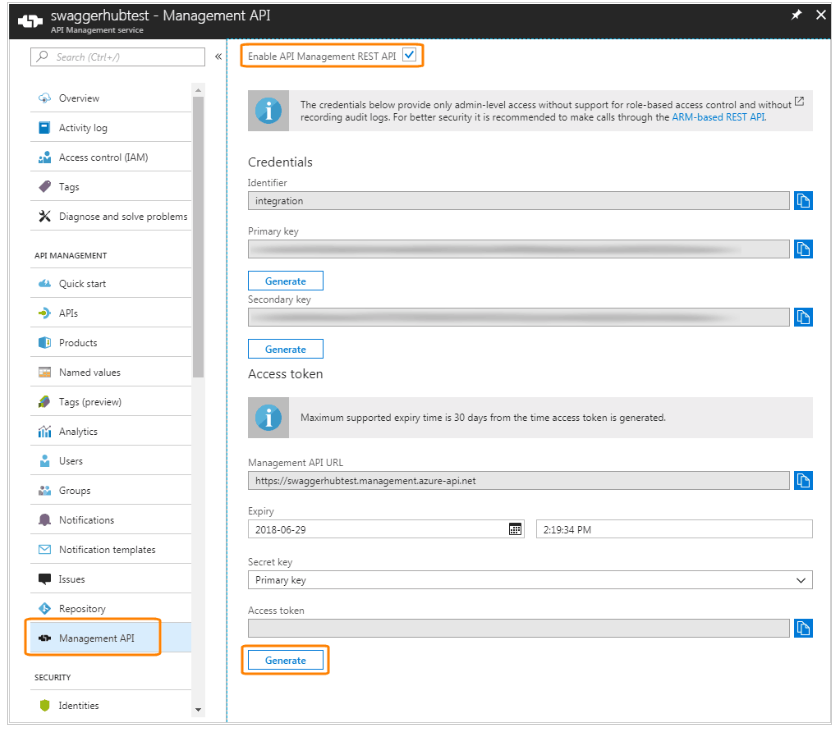 swaggerhubtest - Management API
API Management service
Search (Ctrl+/)
«
Overview
Activity log
Access control (IAM)
Tags
Diagnose and solve problems
API MANAGEMENT
Quick start
APIs
Products
Named values
Tags (preview)
Analytics
Users
Groups
Notifications
Notification templates
Issues
Repository
Management API
SECURITY
Identities
Enable API Management REST API
The credentials below provide only admin-level access without support for role-based access control and without
recording audit logs. For better security it is recommended to make calls through the ARM-based REST API.
Credentials
Identifier
integration
Primary key
Generate
Secondary key
Generate
Access token
Maximum supported expiry time is 30 days from the time access token is generated.
Management API URL
https://swaggerhubtest.management.azure-api.net
Expiry
2018-06-29 2:19:34 PM
Secret key
Primary key
Access token
Generate